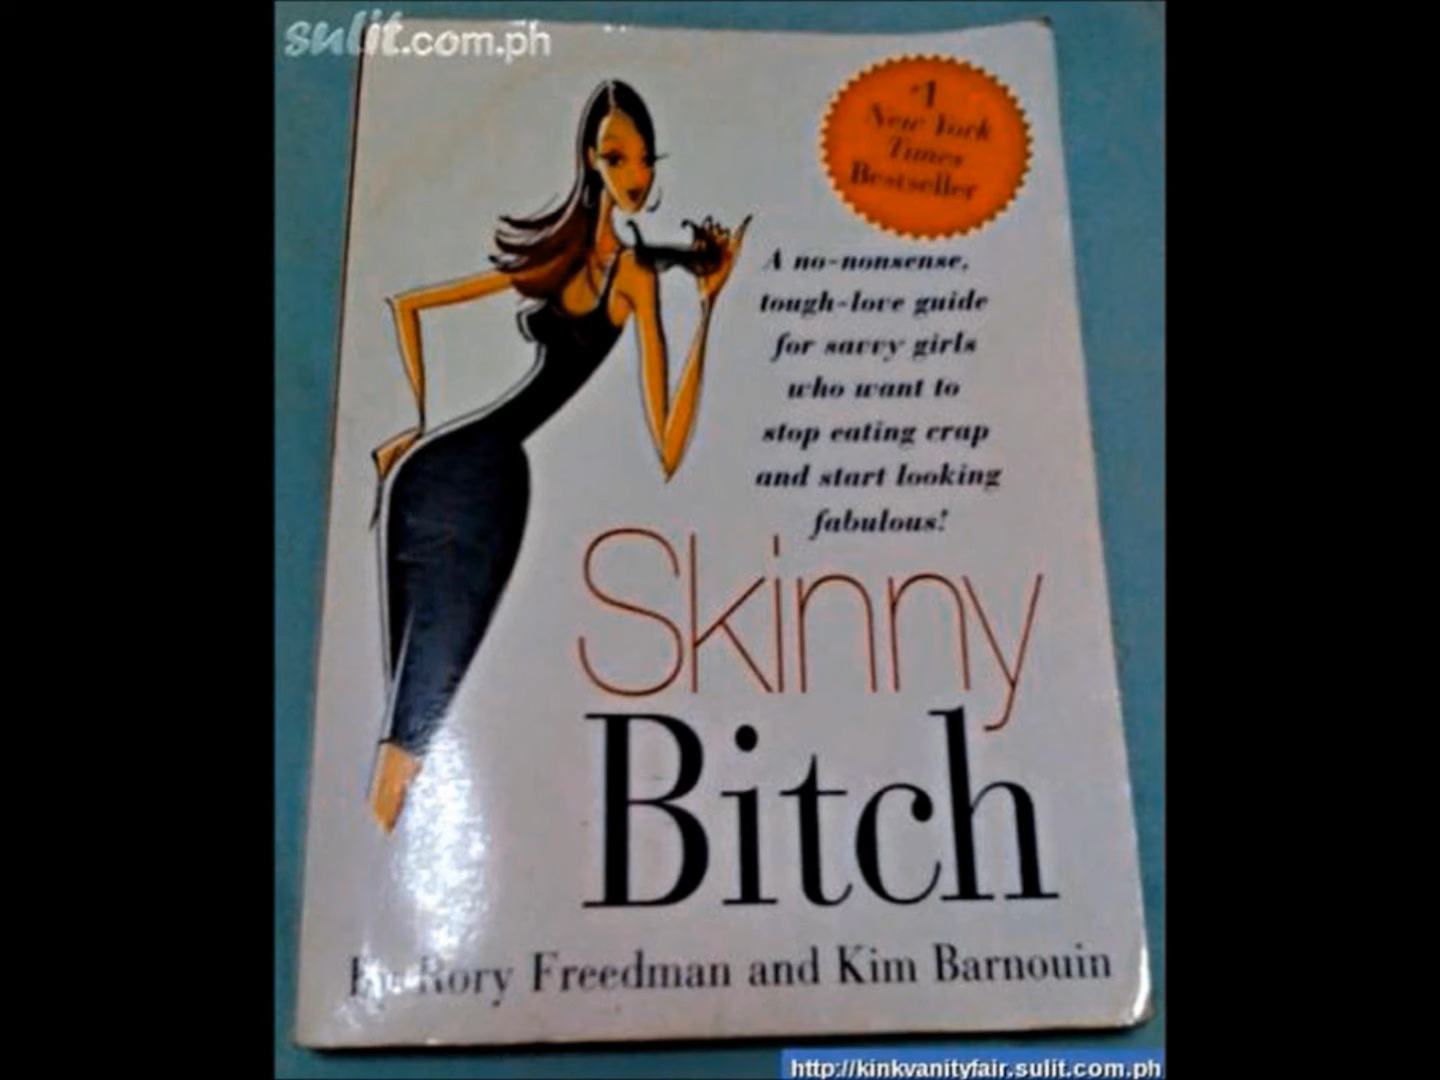 sulit.com.ph
#1
New York
Times
Bestseller
A no-nonsense,
tough-love guide
for savvy girls
who want to
stop eating crap
and start looking
fabulous!
Skinny
Bitch
by Rory Freedman and Kim Barnouin
http://kinkvanityfair.sulit.com.ph